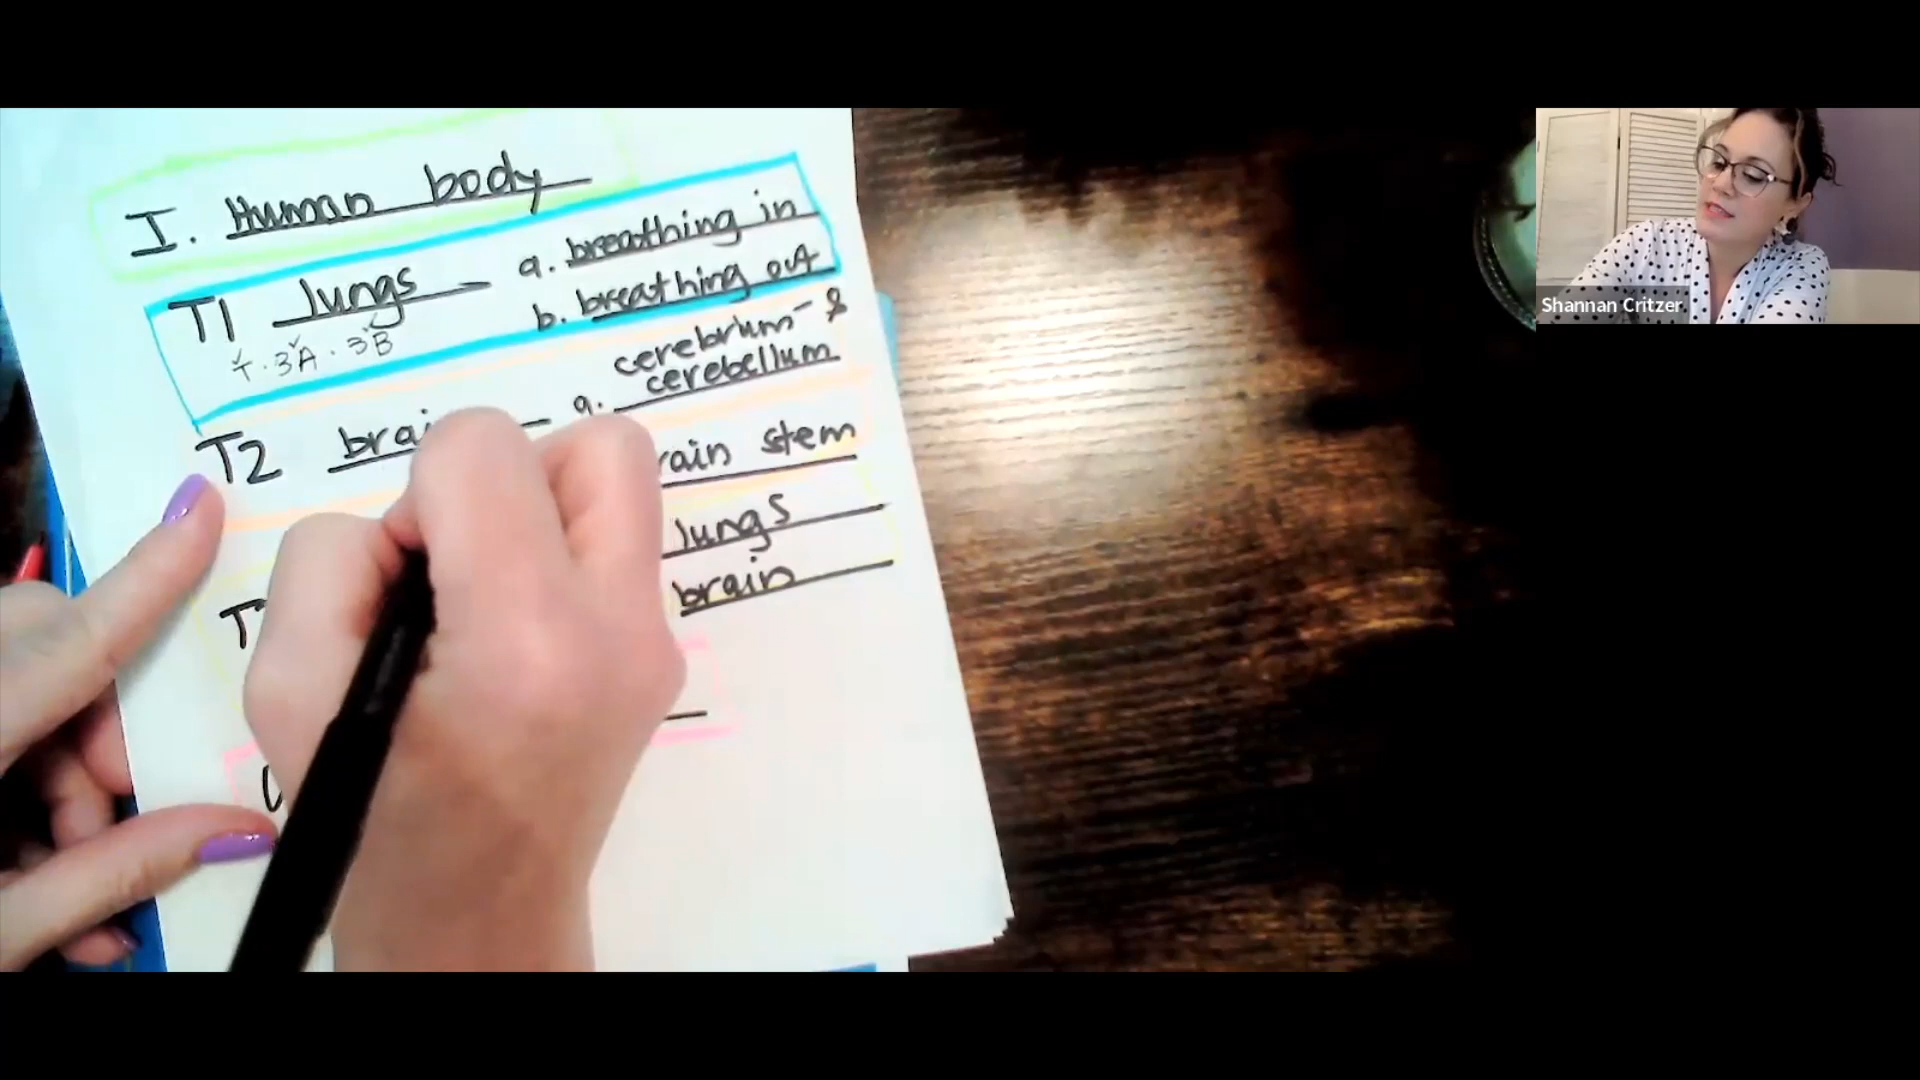 I. Human body
T1 lungs a. breathing in
b. breathing out
T. 3A. 3B
cerebrum &
cerebellum
T2 a.
rain stem
lungs
brain
Shannan Critzer